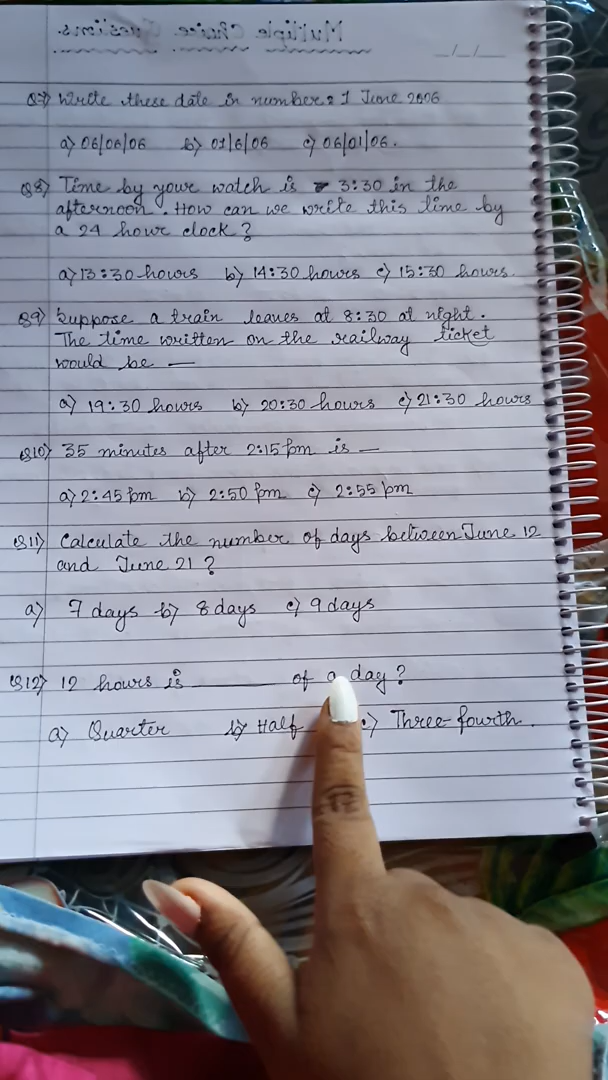 Multiple Choice Questions.
_/_/_
Q7) Write these date in number : 1 June 2006
a) 06/06/06 b) 01/6/06 c) 06/01/06.
Q8) Time by your watch is 3:30 in the
afternoon. How can we write this time by
a 24 hour clock?
a) 13:30 hours b) 14:30 hours c) 15:30 hours.
Q9) Suppose a train leaves at 8:30 at night.
The time written on the railway ticket
would be —
a) 19:30 hours b) 20:30 hours c) 21:30 hours
Q10) 35 minutes after 2:15 pm is —
a) 2:45 pm b) 2:50 pm c) 2:55 pm
Q11) Calculate the number of days between June 12
and June 21?
a) 7 days b) 8 days c) 9 days
Q12) 12 hours is ______ of a day?
a) Quarter b) Half c) Three-fourth.